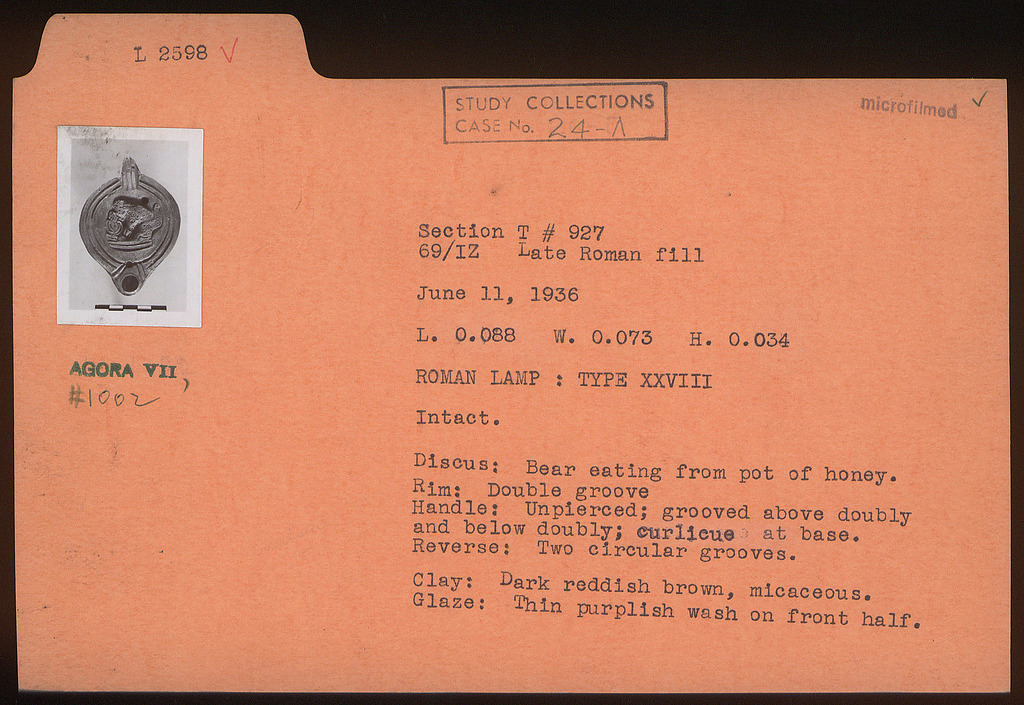 L 2598
STUDY COLLECTIONS
CASE No. 24-Λ
microfilmed
Section T # 927
69/IZ Late Roman fill
June 11, 1936
L. 0.088 W. 0.073 H. 0.034
AGORA VII,
#1002
ROMAN LAMP : TYPE XXVIII
Intact.
Discus: Bear eating from pot of honey.
Rim: Double groove
Handle: Unpierced; grooved above doubly
and below doubly; curlicue at base.
Reverse: Two circular grooves.
Clay: Dark reddish brown, micaceous.
Glaze: Thin purplish wash on front half.